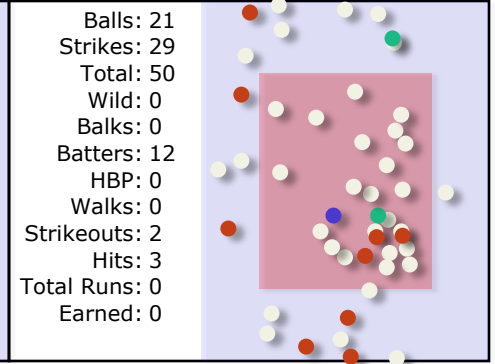 Balls: 21
Strikes: 29
Total: 50
Wild: 0
Balks: 0
Batters: 12
HBP: 0
Walks: 0
Strikeouts: 2
Hits: 3
Total Runs: 0
Earned: 0